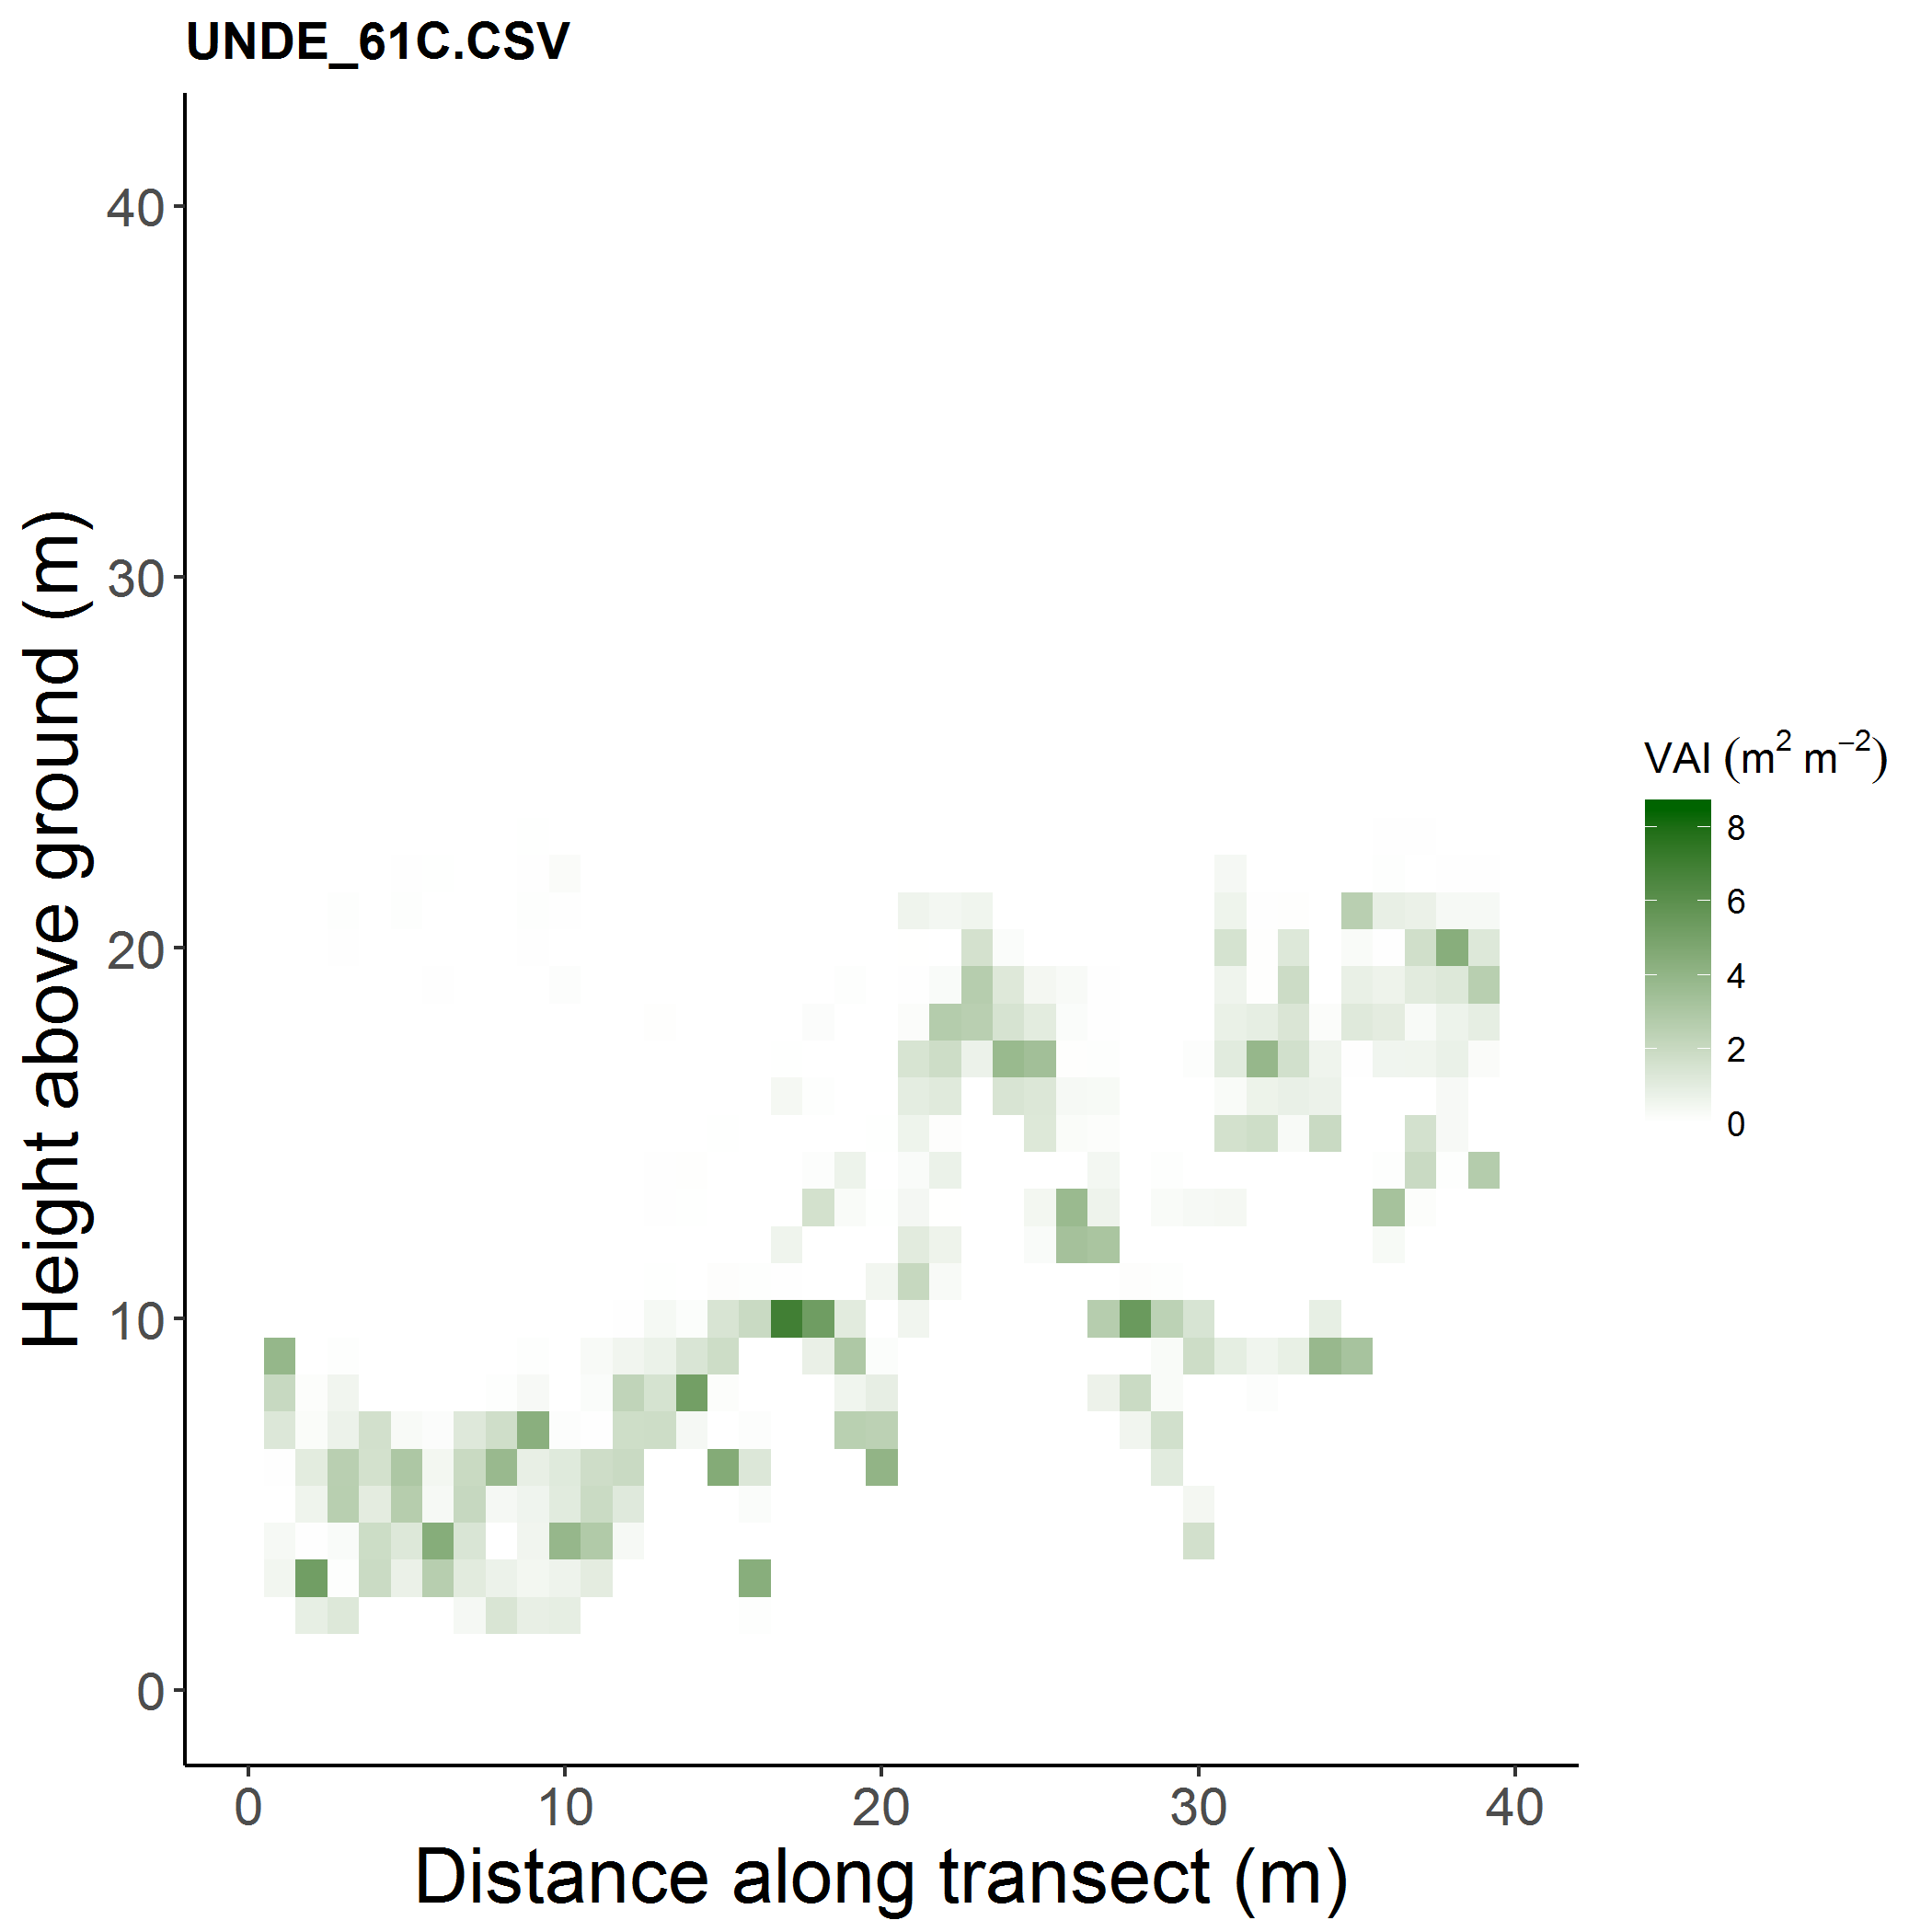 UNDE_61C.CSV
Height above ground (m)
40
30
20
10
0
0 10 20 30 40
Distance along transect (m)
VAI (m² m⁻²)
8
6
4
2
0